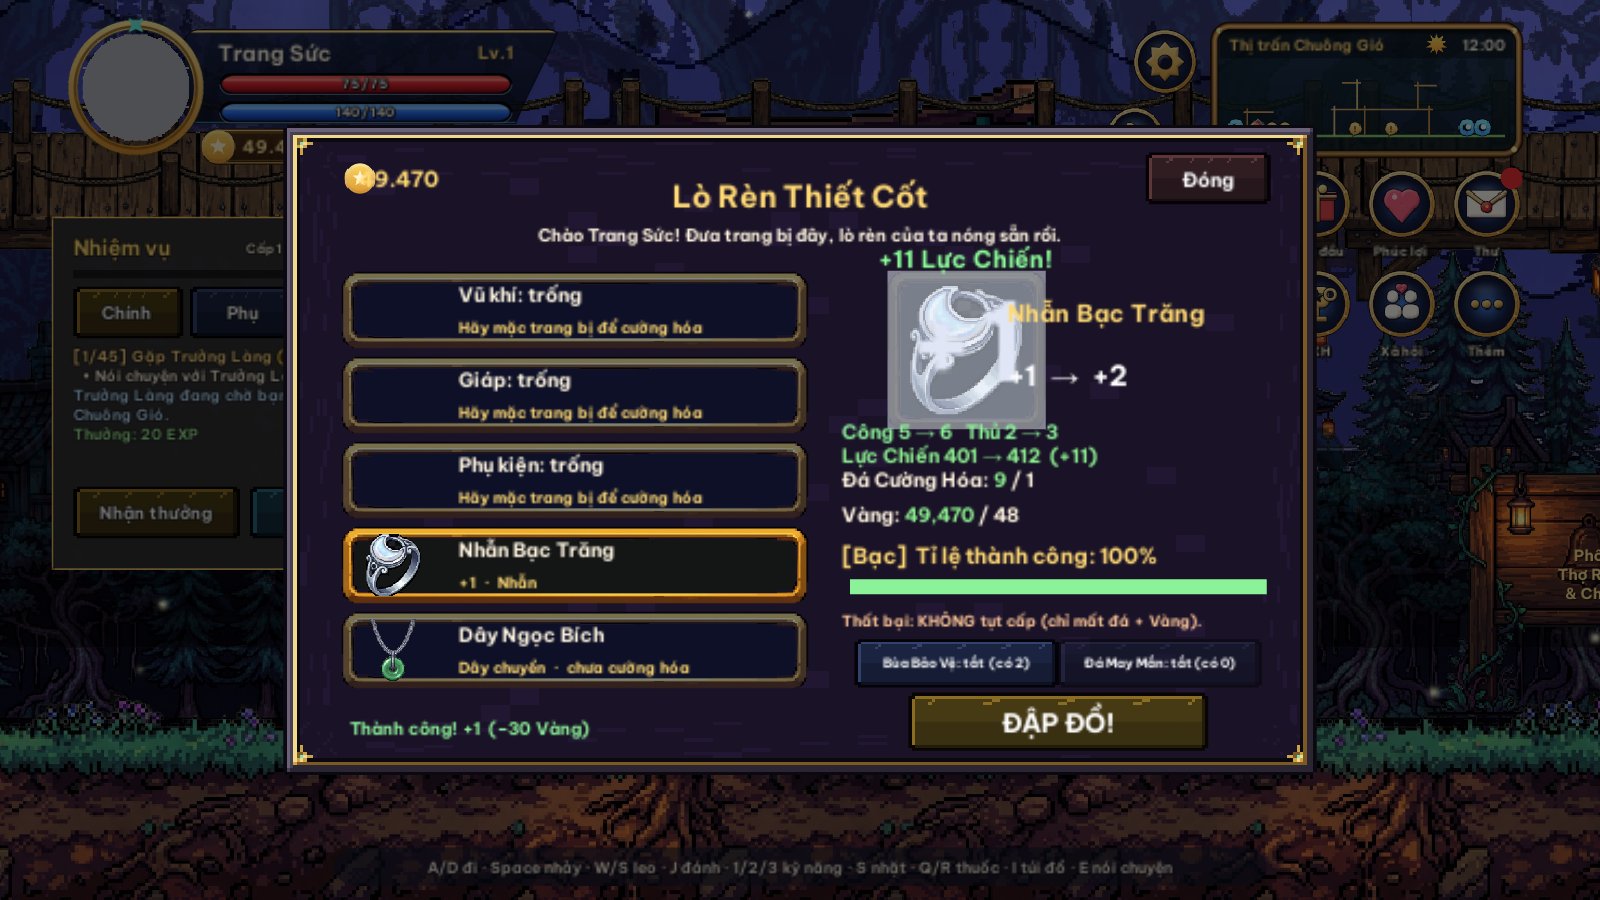 Trang Sức
Lv.1
75/75
140/140
49.4
Thị trấn Chuông Gió
12:00
9.470
Lò Rèn Thiết Cốt
Đóng
Chào Trang Sức! Đưa trang bị đây, lò rèn của ta nóng sẵn rồi.
+11 Lực Chiến!
Vũ khí: trống
Hãy mặc trang bị để cường hóa
Giáp: trống
Hãy mặc trang bị để cường hóa
Phụ kiện: trống
Hãy mặc trang bị để cường hóa
Nhẫn Bạc Trăng
+1 · Nhẫn
Dây Ngọc Bích
Dây chuyền · chưa cường hóa
Thành công! +1 (-30 Vàng)
Nhẫn Bạc Trăng
+1 → +2
Công 5 → 6 Thủ 2 → 3
Lực Chiến 401 → 412 (+11)
Đá Cường Hóa: 9 / 1
Vàng: 49,470 / 48
[Bạc] Tỉ lệ thành công: 100%
Thất bại: KHÔNG tụt cấp (chỉ mất đá + Vàng).
Bùa Bảo Vệ: tắt (có 2)
Đá May Mắn: tắt (có 0)
ĐẬP ĐỒ!
Nhiệm vụ
Cấp 1
Chính
Phụ
[1/45] Gặp Trưởng Làng (
• Nói chuyện với Trưởng L
Trưởng Làng đang chờ bạn
Chuông Gió.
Thưởng: 20 EXP
Nhận thưởng
Phúc lợi
Thư
Xã hội
Thêm
Thợ R
& Ch
A/D đi · Space nhảy · W/S leo · J đánh · 1/2/3 kỹ năng · S nhặt · Q/R thuốc · I túi đồ · E nói chuyện